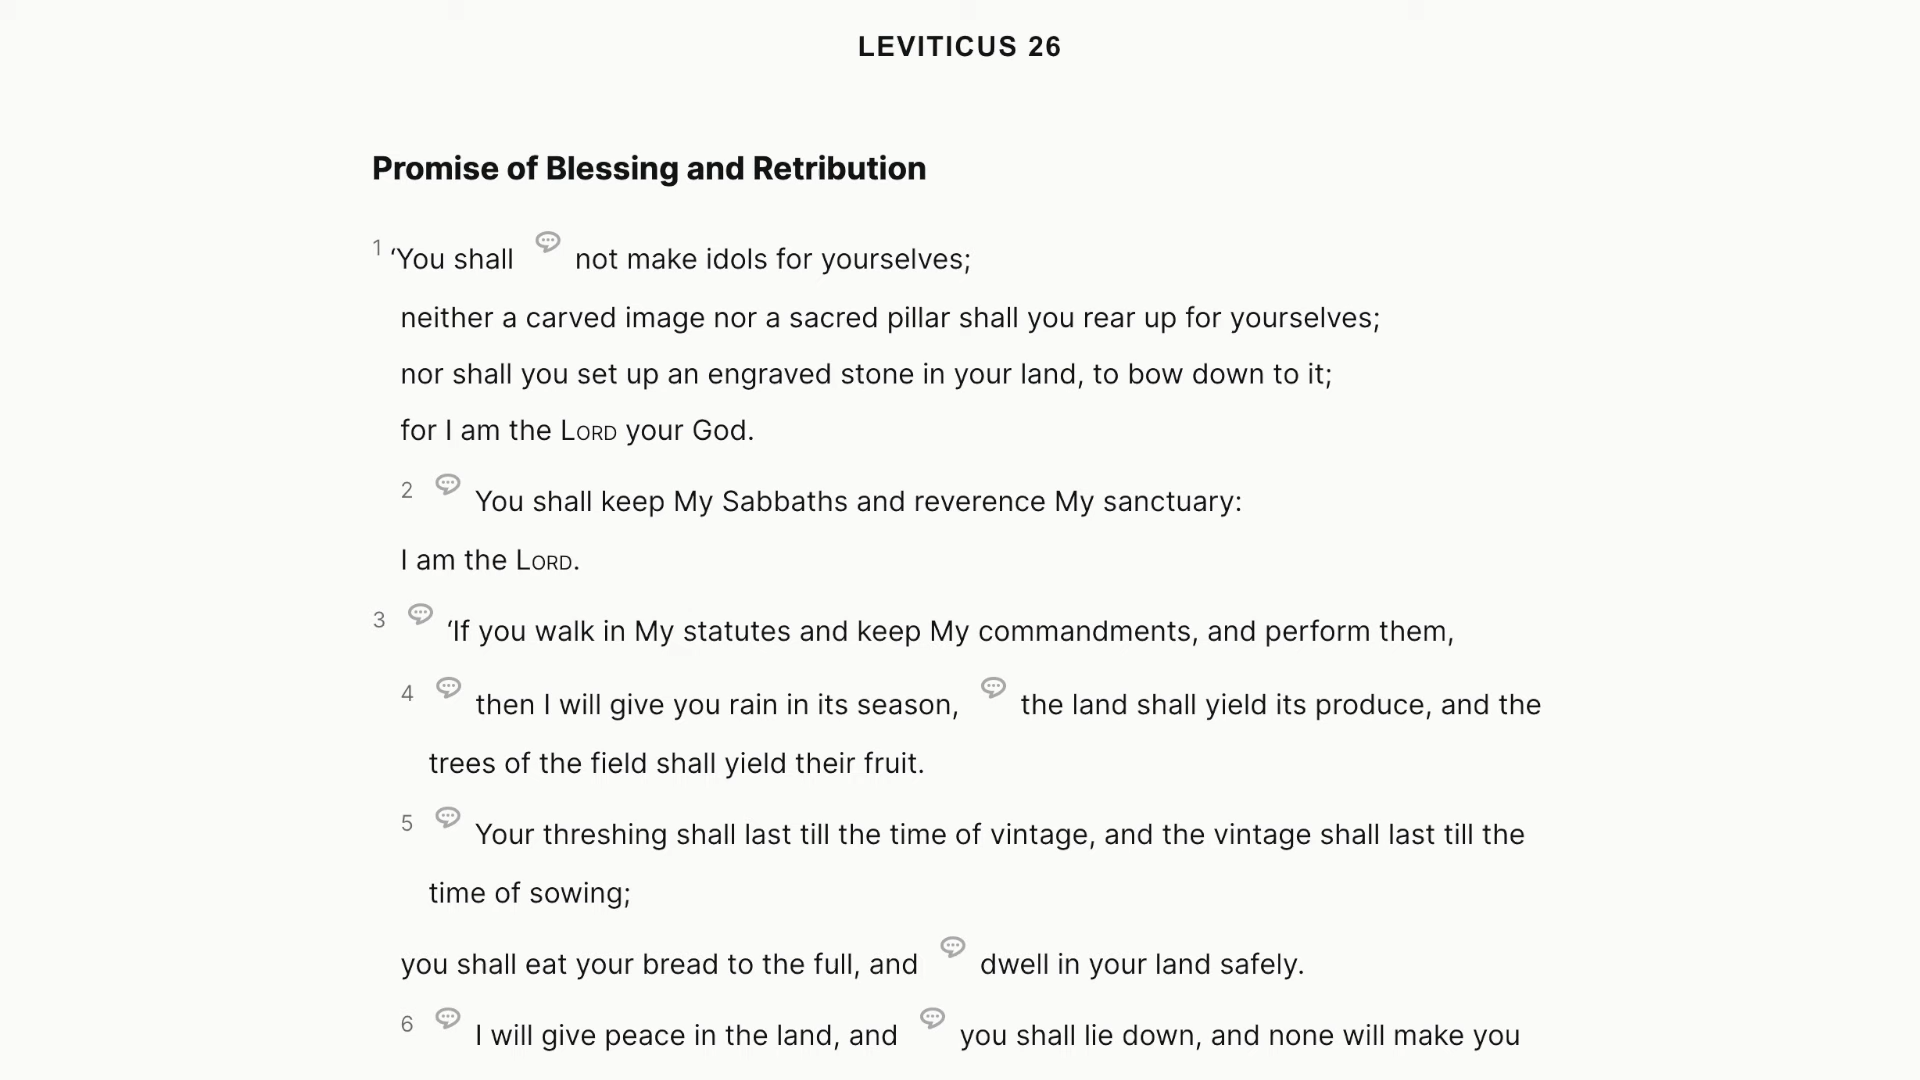 LEVITICUS 26
Promise of Blessing and Retribution
1 ‘You shall not make idols for yourselves;
neither a carved image nor a sacred pillar shall you rear up for yourselves;
nor shall you set up an engraved stone in your land, to bow down to it;
for I am the LORD your God.
2 You shall keep My Sabbaths and reverence My sanctuary:
I am the LORD.
3 ‘If you walk in My statutes and keep My commandments, and perform them,
4 then I will give you rain in its season, the land shall yield its produce, and the
trees of the field shall yield their fruit.
5 Your threshing shall last till the time of vintage, and the vintage shall last till the
time of sowing;
you shall eat your bread to the full, and dwell in your land safely.
6 I will give peace in the land, and you shall lie down, and none will make you